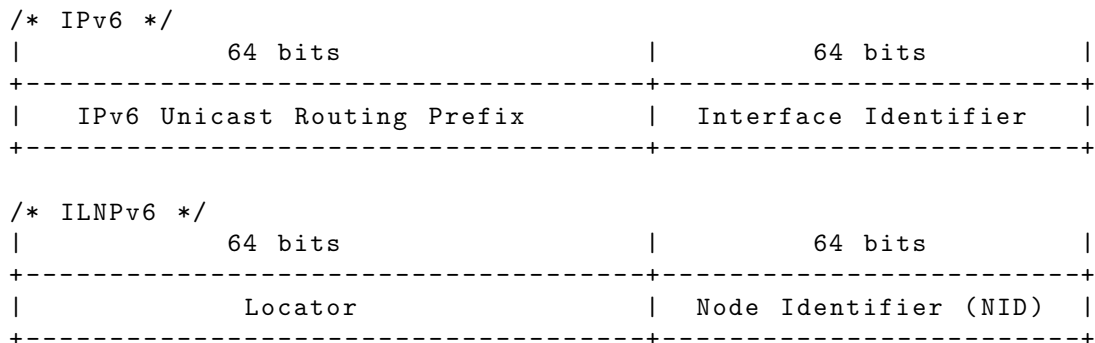 /* IPv6 */
|            64 bits                  |         64 bits         |
+-------------------------------------+-------------------------+
|   IPv6 Unicast Routing Prefix       |  Interface Identifier   |
+-------------------------------------+-------------------------+
/* ILNPv6 */
|            64 bits                  |         64 bits         |
+-------------------------------------+-------------------------+
|             Locator                 |  Node Identifier (NID)  |
+-------------------------------------+-------------------------+